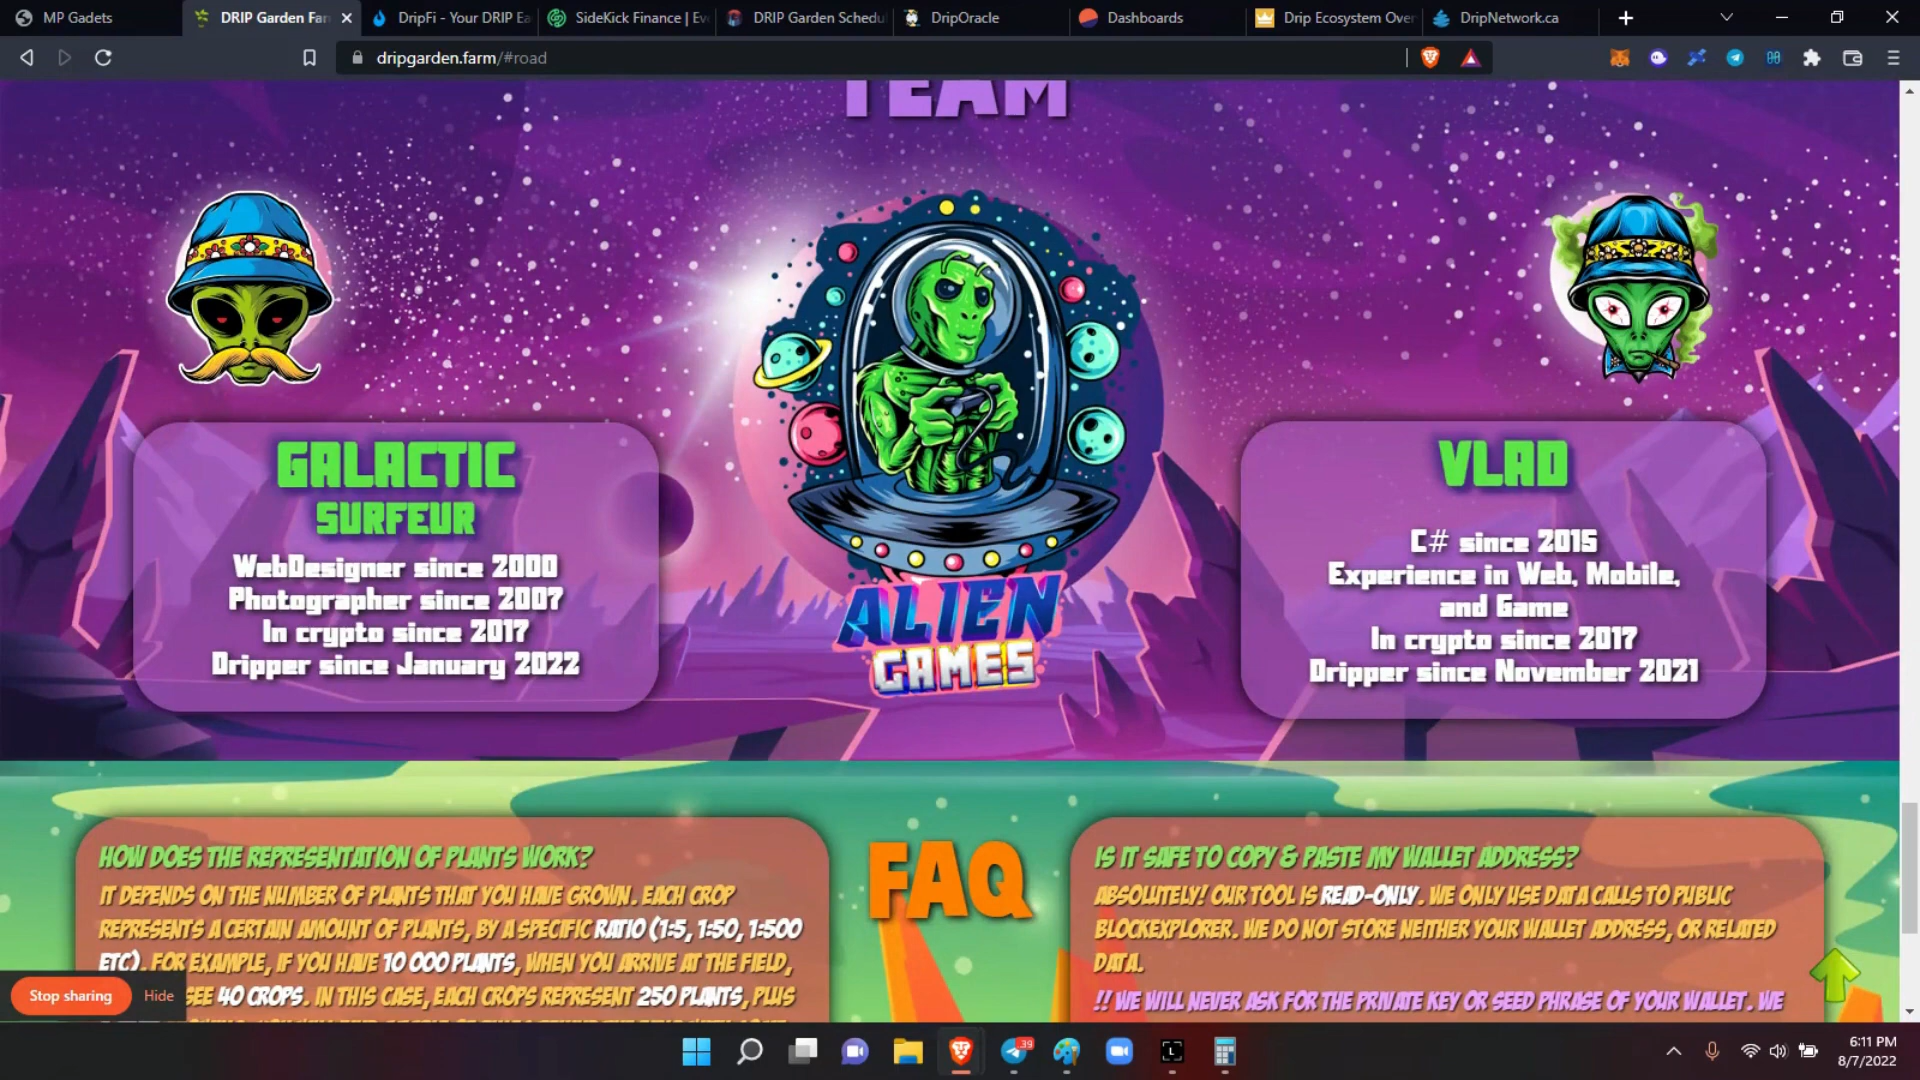 MP Gadets
DRIP Garden Far
DripFi - Your DRIP Ea
SideKick Finance | Ev
DRIP Garden Schedu
DripOracle
Dashboards
Drip Ecosystem Over
DripNetwork.ca
dripgarden.farm/#road
TEAM
GALACTIC
SURFEUR
WebDesigner since 2000
Photographer since 2007
In crypto since 2017
Dripper since January 2022
ALIEN
GAMES
VLAD
C# since 2015
Experience in Web, Mobile,
and Game
In crypto since 2017
Dripper since November 2021
HOW DOES THE REPRESENTATION OF PLANTS WORK?
IT DEPENDS ON THE NUMBER OF PLANTS THAT YOU HAVE GROWN. EACH CROP
REPRESENTS A CERTAIN AMOUNT OF PLANTS, BY A SPECIFIC RATIO (1:5, 1:50, 1:500
ETC). FOR EXAMPLE, IF YOU HAVE 10 000 PLANTS, WHEN YOU ARRIVE AT THE FIELD,
SEE 40 CROPS. IN THIS CASE, EACH CROPS REPRESENT 250 PLANTS, PLUS
FAQ
IS IT SAFE TO COPY & PASTE MY WALLET ADDRESS?
ABSOLUTELY! OUR TOOL IS READ-ONLY. WE ONLY USE DATA CALLS TO PUBLIC
BLOCKEXPLORER. WE DO NOT STORE NEITHER YOUR WALLET ADDRESS, OR RELATED
DATA.
!! WE WILL NEVER ASK FOR THE PRIVATE KEY OR SEED PHRASE OF YOUR WALLET. WE
Stop sharing
Hide
39
L
6:11 PM
8/7/2022